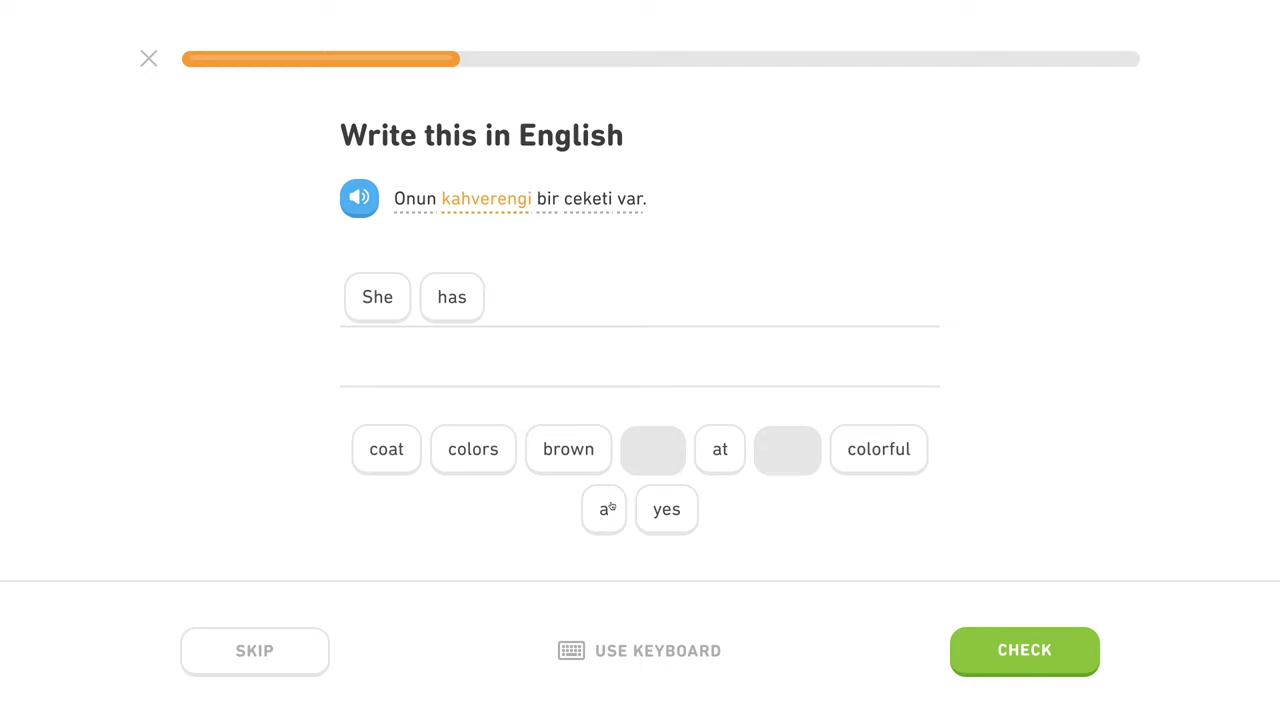 Write this in English
Onun kahverengi bir ceketi var.
She has
coat colors brown at colorful
a yes
SKIP USE KEYBOARD CHECK